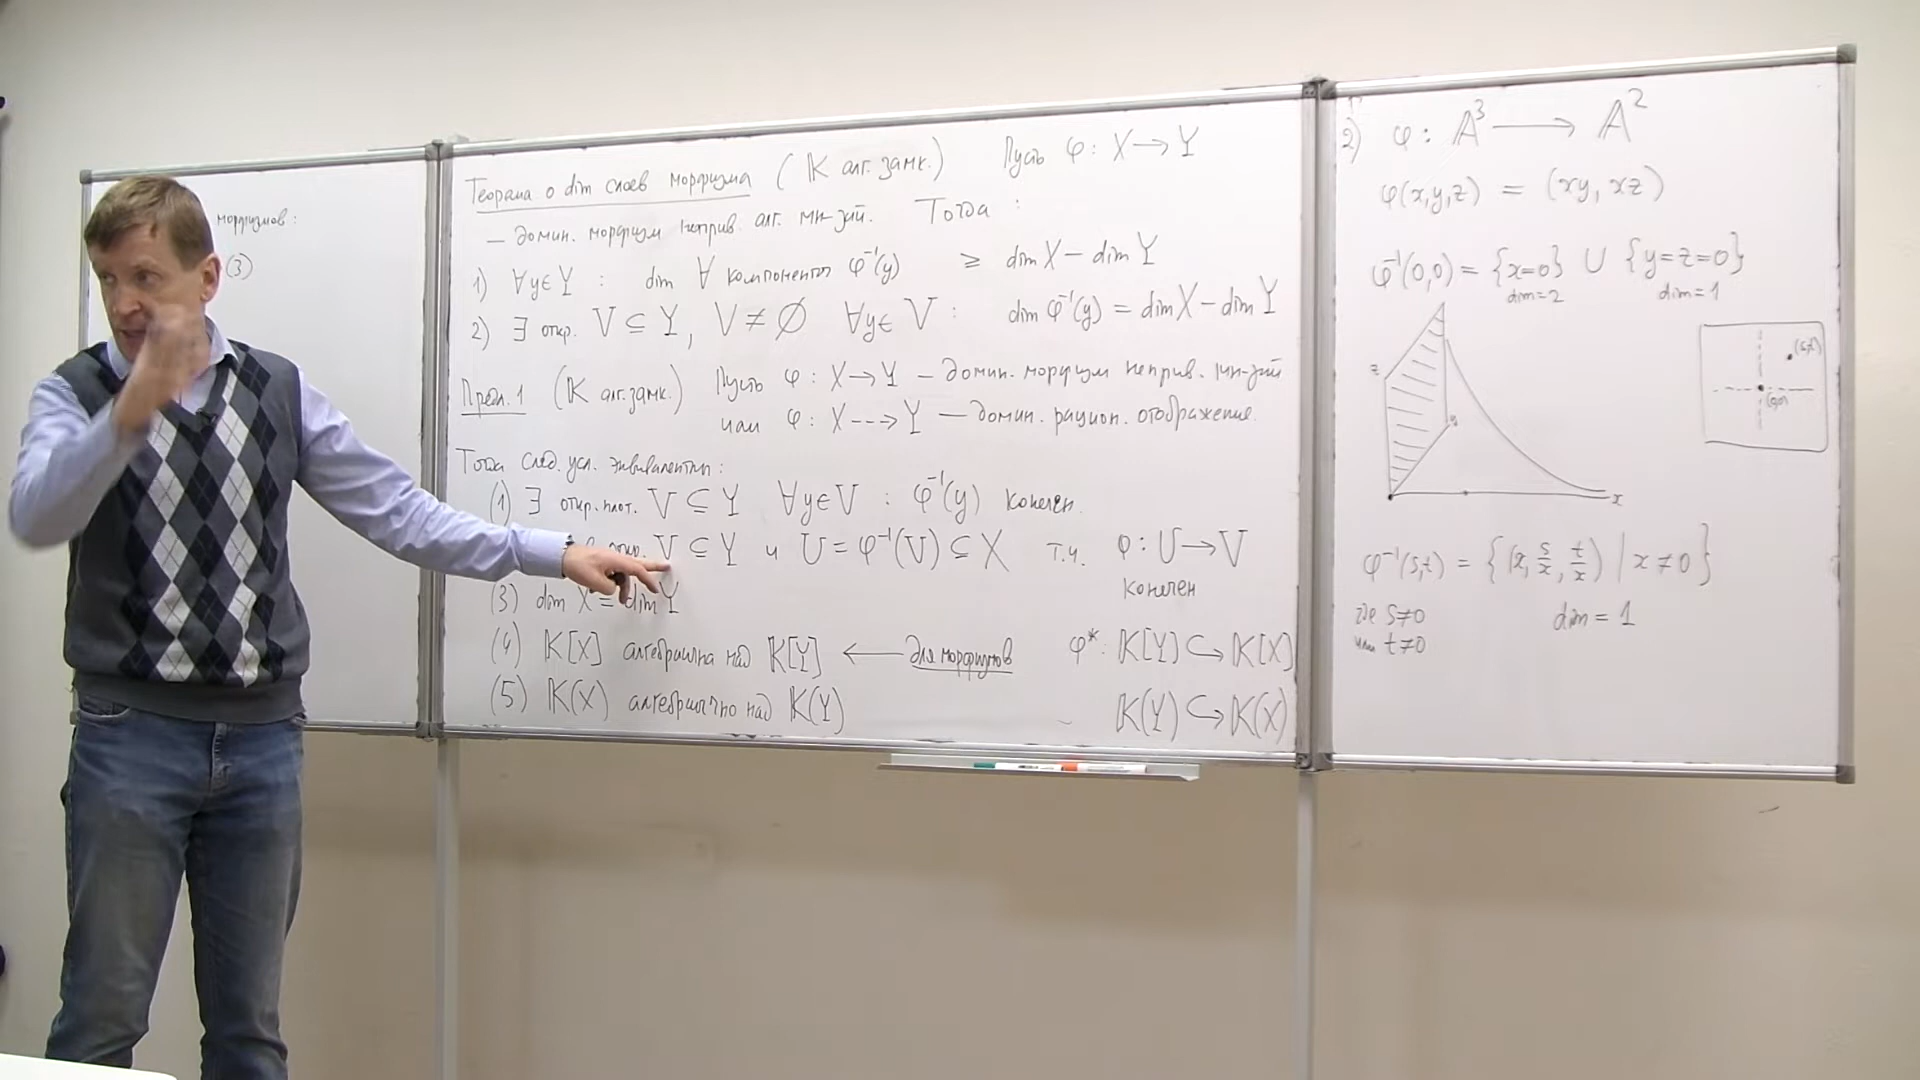 морфизмов:
(3)
Теорема о dim слоев морфизма (𝕂 алг. замк.) Пусть φ: X → Y
— домин. морфизм неприв. алг. мн-зий. Тогда:
1) ∀y∈Y : dim ∀ компоненты φ⁻¹(y) ≥ dim X − dim Y
2) ∃ откр. V ⊆ Y, V ≠ ∅ ∀y∈V : dim φ⁻¹(y) = dim X − dim Y
Предл. 1 (𝕂 алг. замк.) Пусть φ: X → Y — домин. морфизм неприв. мн-зий
или φ: X ⇢ Y — домин. рацион. отображение.
Тогда след. усл. эквивалентны:
(1) ∃ откр. плот. V ⊆ Y ∀y∈V : φ⁻¹(y) конечен.
откр. V ⊆ Y и U = φ⁻¹(V) ⊆ X т.ч. φ: U → V
конечен
(3) dim X = dim Y
(4) 𝕂[X] алгебраична над 𝕂[Y] ← для морфизмов φ*: 𝕂[Y] ↪ 𝕂[X]
(5) 𝕂(X) алгебраично над 𝕂(Y) 𝕂(Y) ↪ 𝕂(X)
2) φ: 𝔸³ → 𝔸²
φ(x,y,z) = (xy, xz)
φ⁻¹(0,0) = {x=0} ∪ {y=z=0}
dim=2 dim=1
z
y
x
(s,t)
(0,0)
φ⁻¹(s,t) = {(x, s/x, t/x) | x ≠ 0}
где s≠0
или t≠0
dim = 1